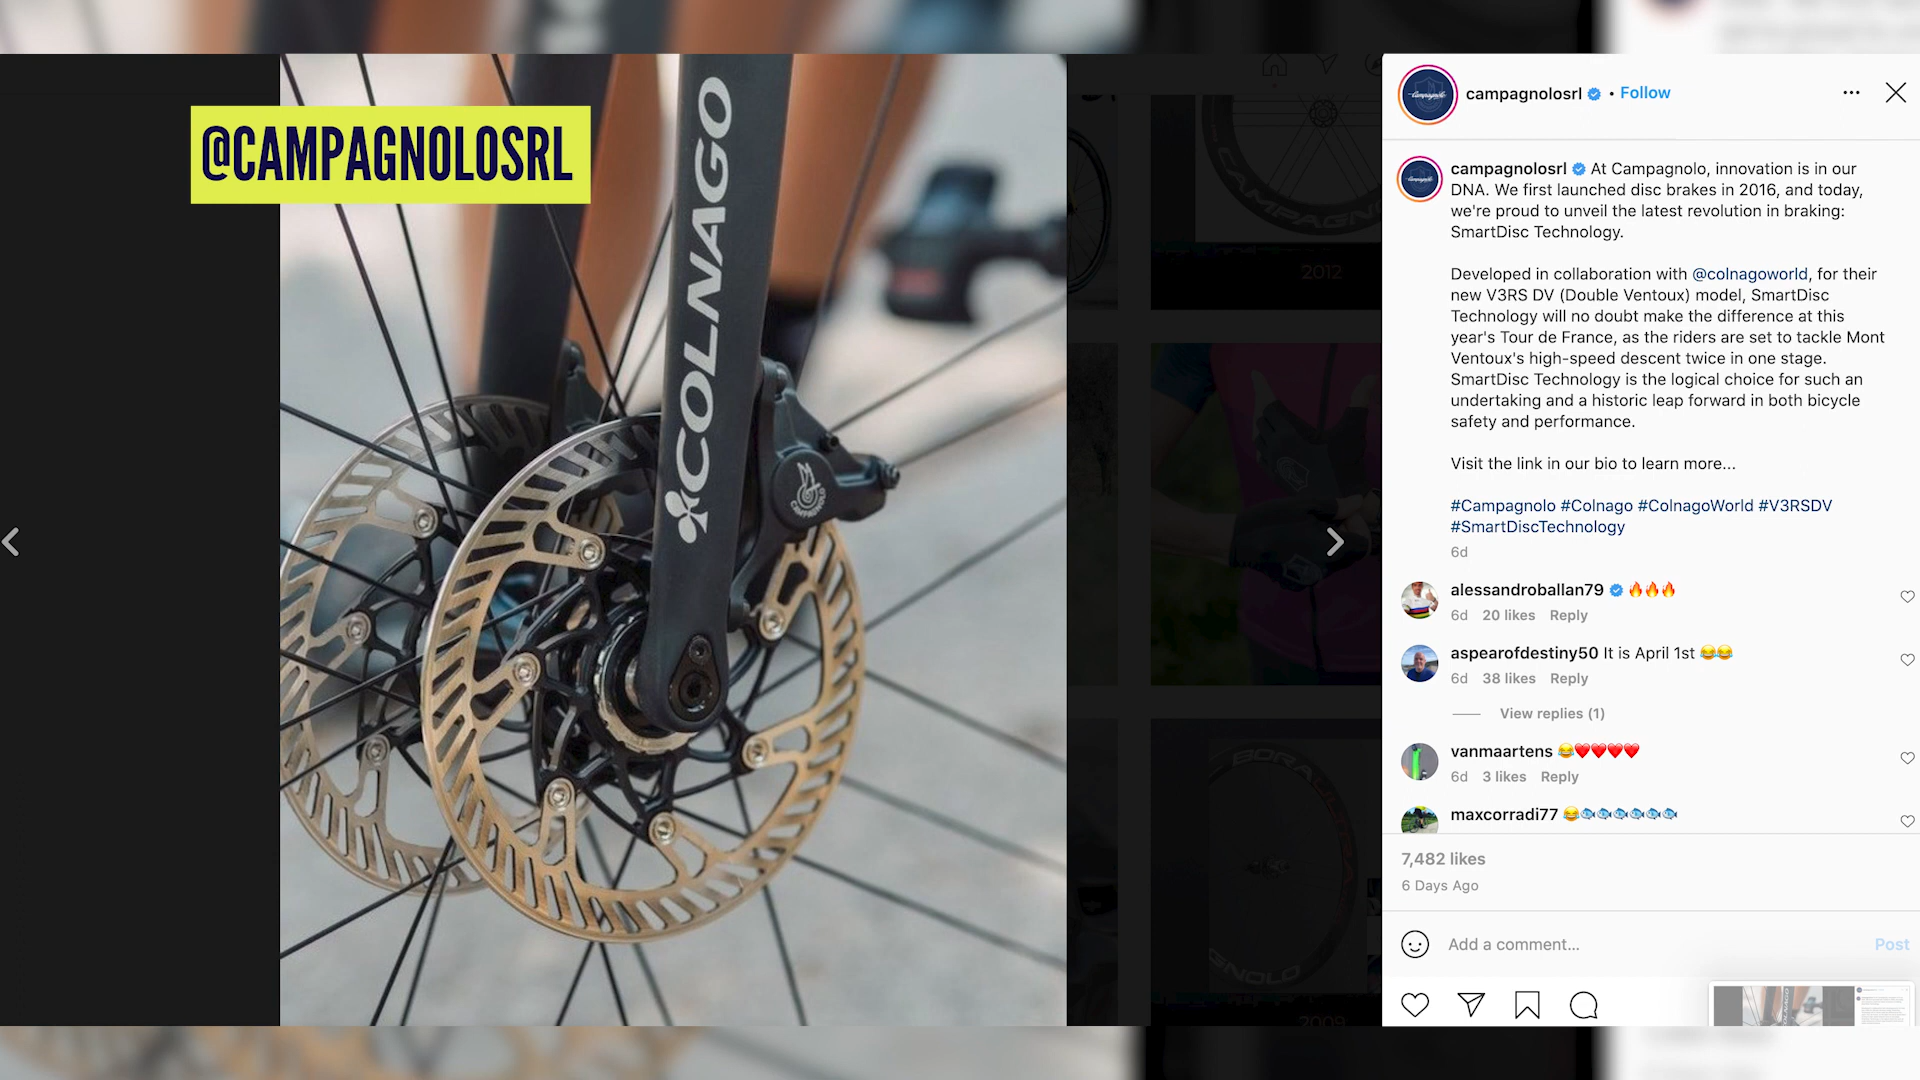 @CAMPAGNOLOSRL
COLNAGO
CAMPAGNOLO
2012
BORA ULTRA
2009
campagnolosrl • Follow
campagnolosrl At Campagnolo, innovation is in our
DNA. We first launched disc brakes in 2016, and today,
we're proud to unveil the latest revolution in braking:
SmartDisc Technology.
Developed in collaboration with @colnagoworld, for their
new V3RS DV (Double Ventoux) model, SmartDisc
Technology will no doubt make the difference at this
year's Tour de France, as the riders are set to tackle Mont
Ventoux's high-speed descent twice in one stage.
SmartDisc Technology is the logical choice for such an
undertaking and a historic leap forward in both bicycle
safety and performance.
Visit the link in our bio to learn more...
#Campagnolo #Colnago #ColnagoWorld #V3RSDV
#SmartDiscTechnology
6d
alessandroballan79 🔥🔥🔥
6d 20 likes Reply
aspearofdestiny50 It is April 1st 😂😂
6d 38 likes Reply
View replies (1)
vanmaartens 😂❤️❤️❤️❤️
6d 3 likes Reply
maxcorradi77 😂🐟🐟🐟🐟🐟🐟
7,482 likes
6 Days Ago
Add a comment... Post